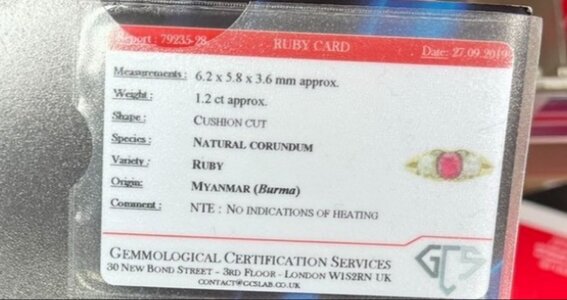 Report : 79235-28
RUBY CARD
Date: 27.09.2019
Measurements : 6.2 x 5.8 x 3.6 mm approx.
Weight : 1.2 ct approx.
Shape : CUSHION CUT
Species : NATURAL CORUNDUM
Variety : RUBY
Origin: MYANMAR (Burma)
Comment : NTE : NO INDICATIONS OF HEATING
GEMMOLOGICAL CERTIFICATION SERVICES
30 NEW BOND STREET - 3RD FLOOR - LONDON W1S2RN UK
CONTACT@GCSLAB.CO.UK
GCS